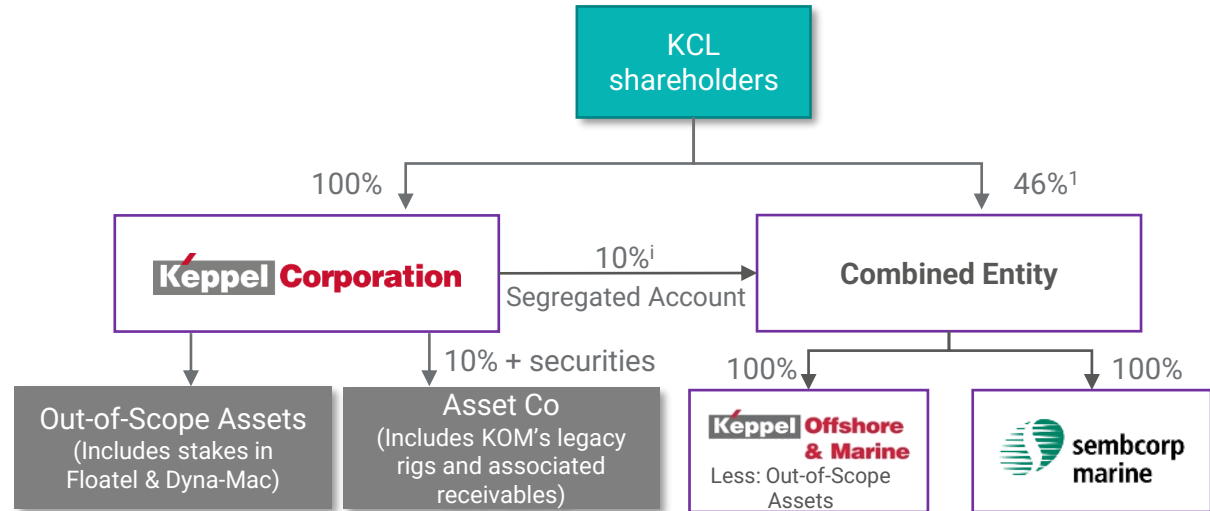 KCL
shareholders
100%
46%¹
Keppel Corporation
10%ⁱ
Segregated Account
Combined Entity
10% + securities
100%
100%
Out-of-Scope Assets
(Includes stakes in
Floatel & Dyna-Mac)
Asset Co
(Includes KOM’s legacy
rigs and associated
receivables)
Keppel Offshore
& Marine
Less: Out-of-Scope
Assets
sembcorp
marine